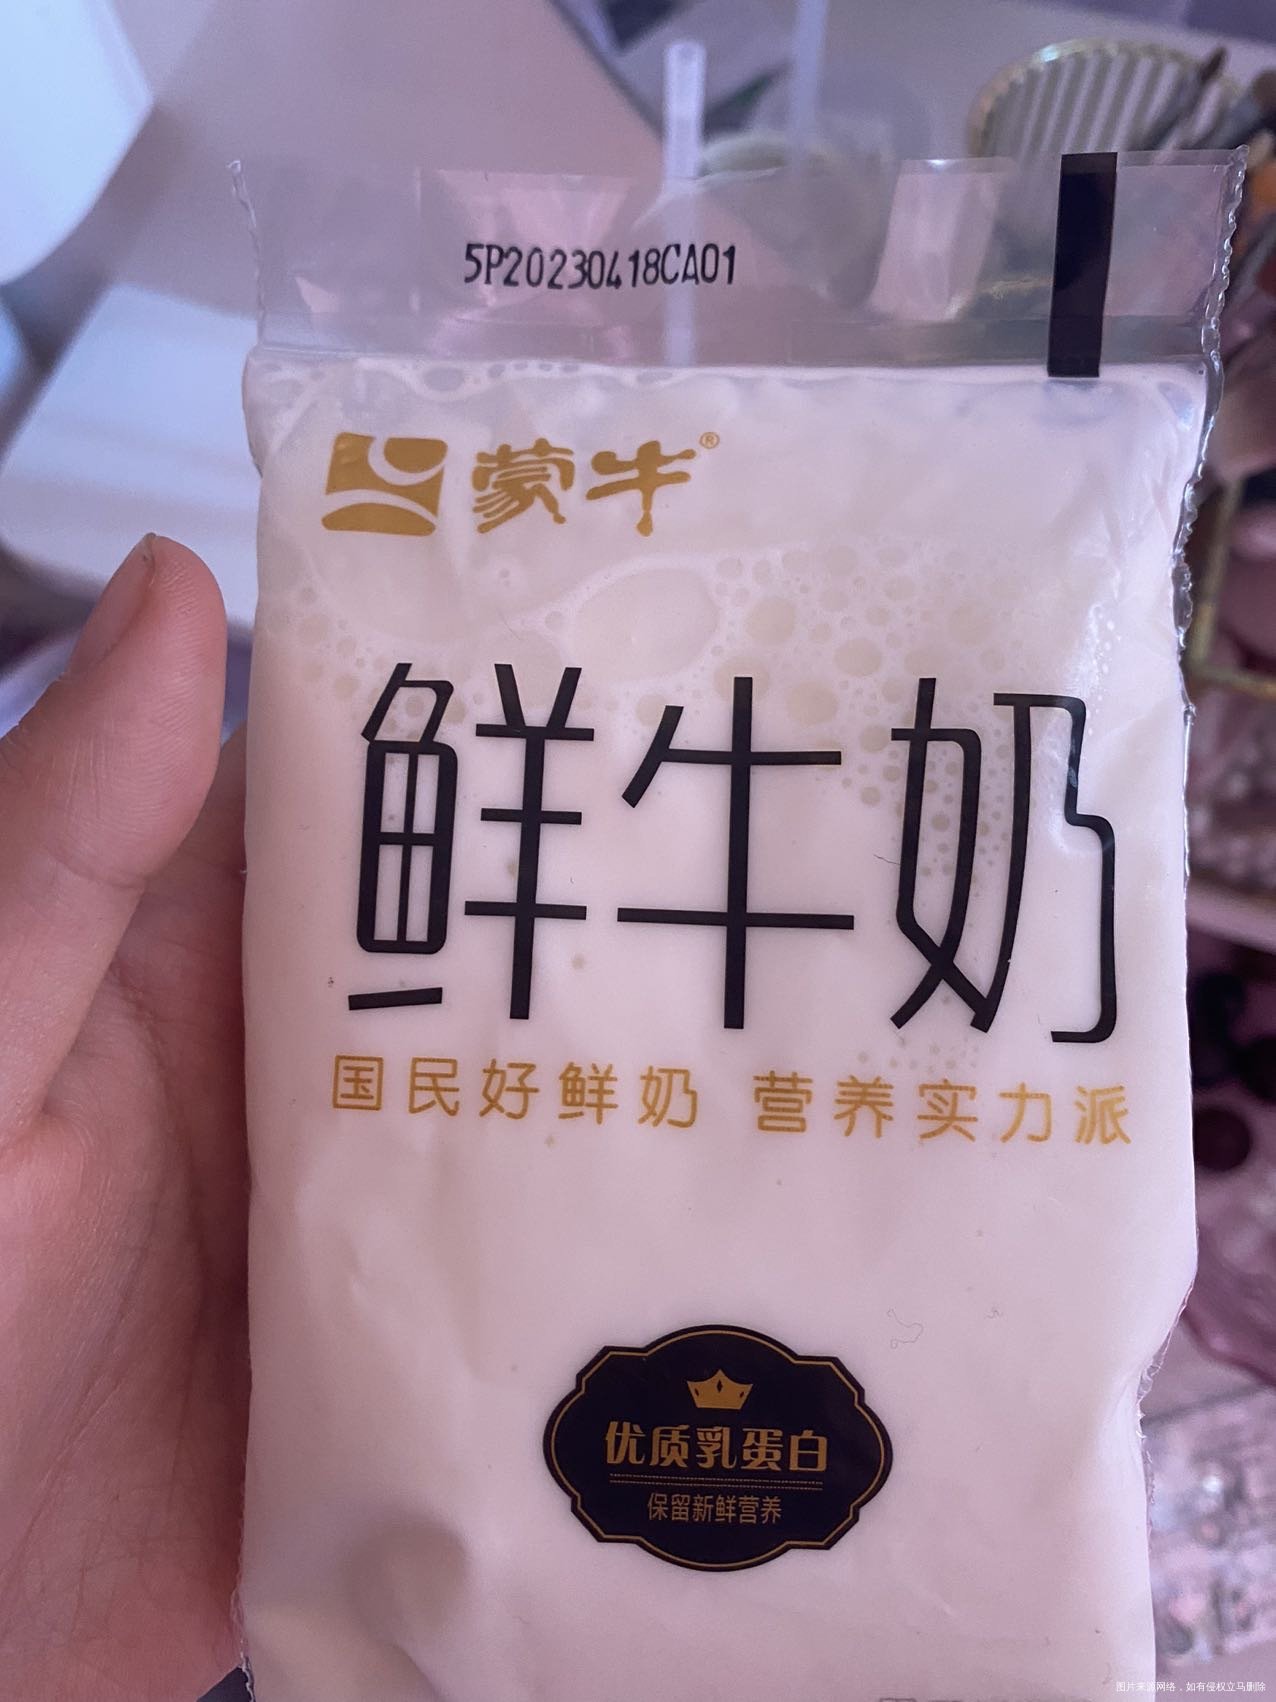 5P20230418CA01
蒙牛®
鲜牛奶
国民好鲜奶 营养实力派
优质乳蛋白
保留新鲜营养
图片来源网络，如有侵权立马删除